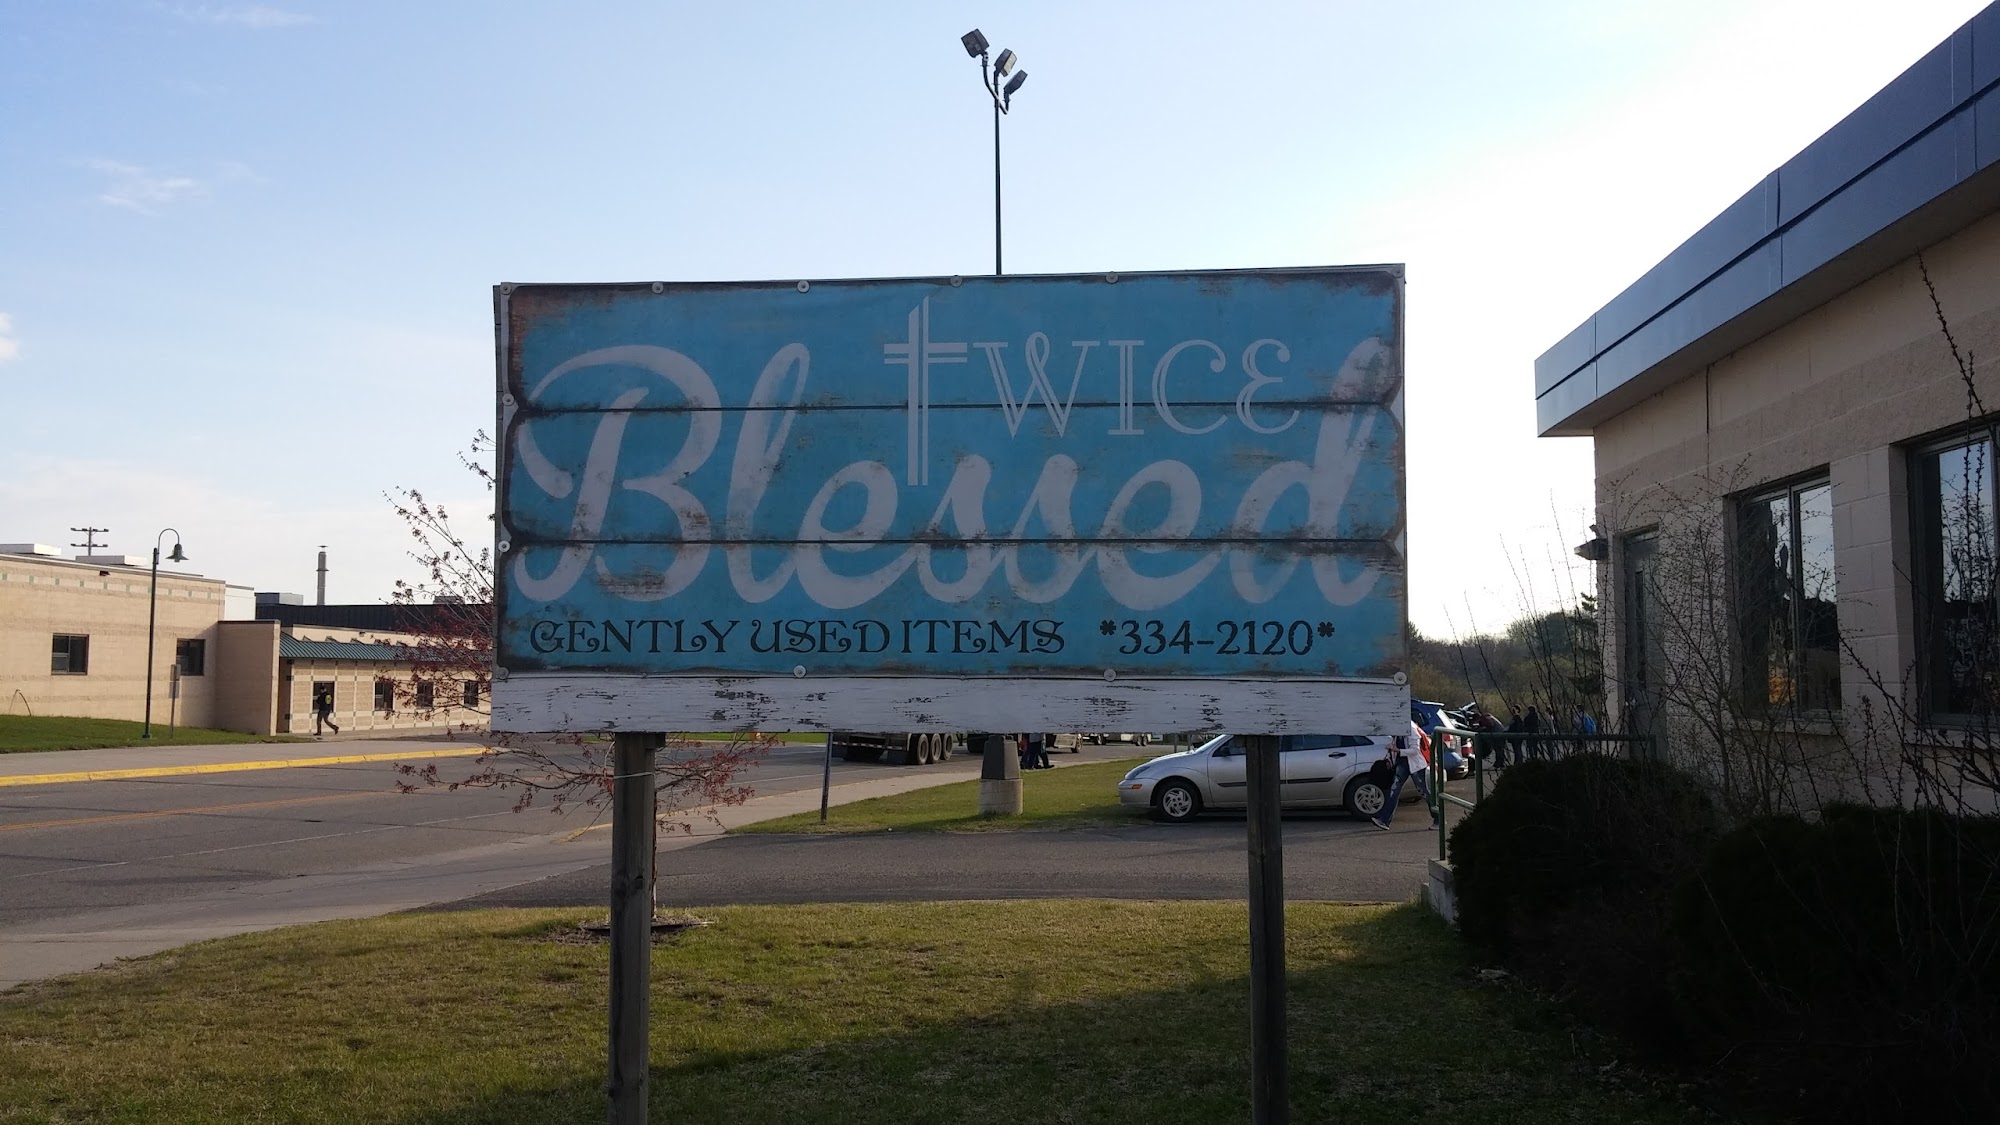 tWICE
Blessed
GENTLY USED ITEMS *334-2120*